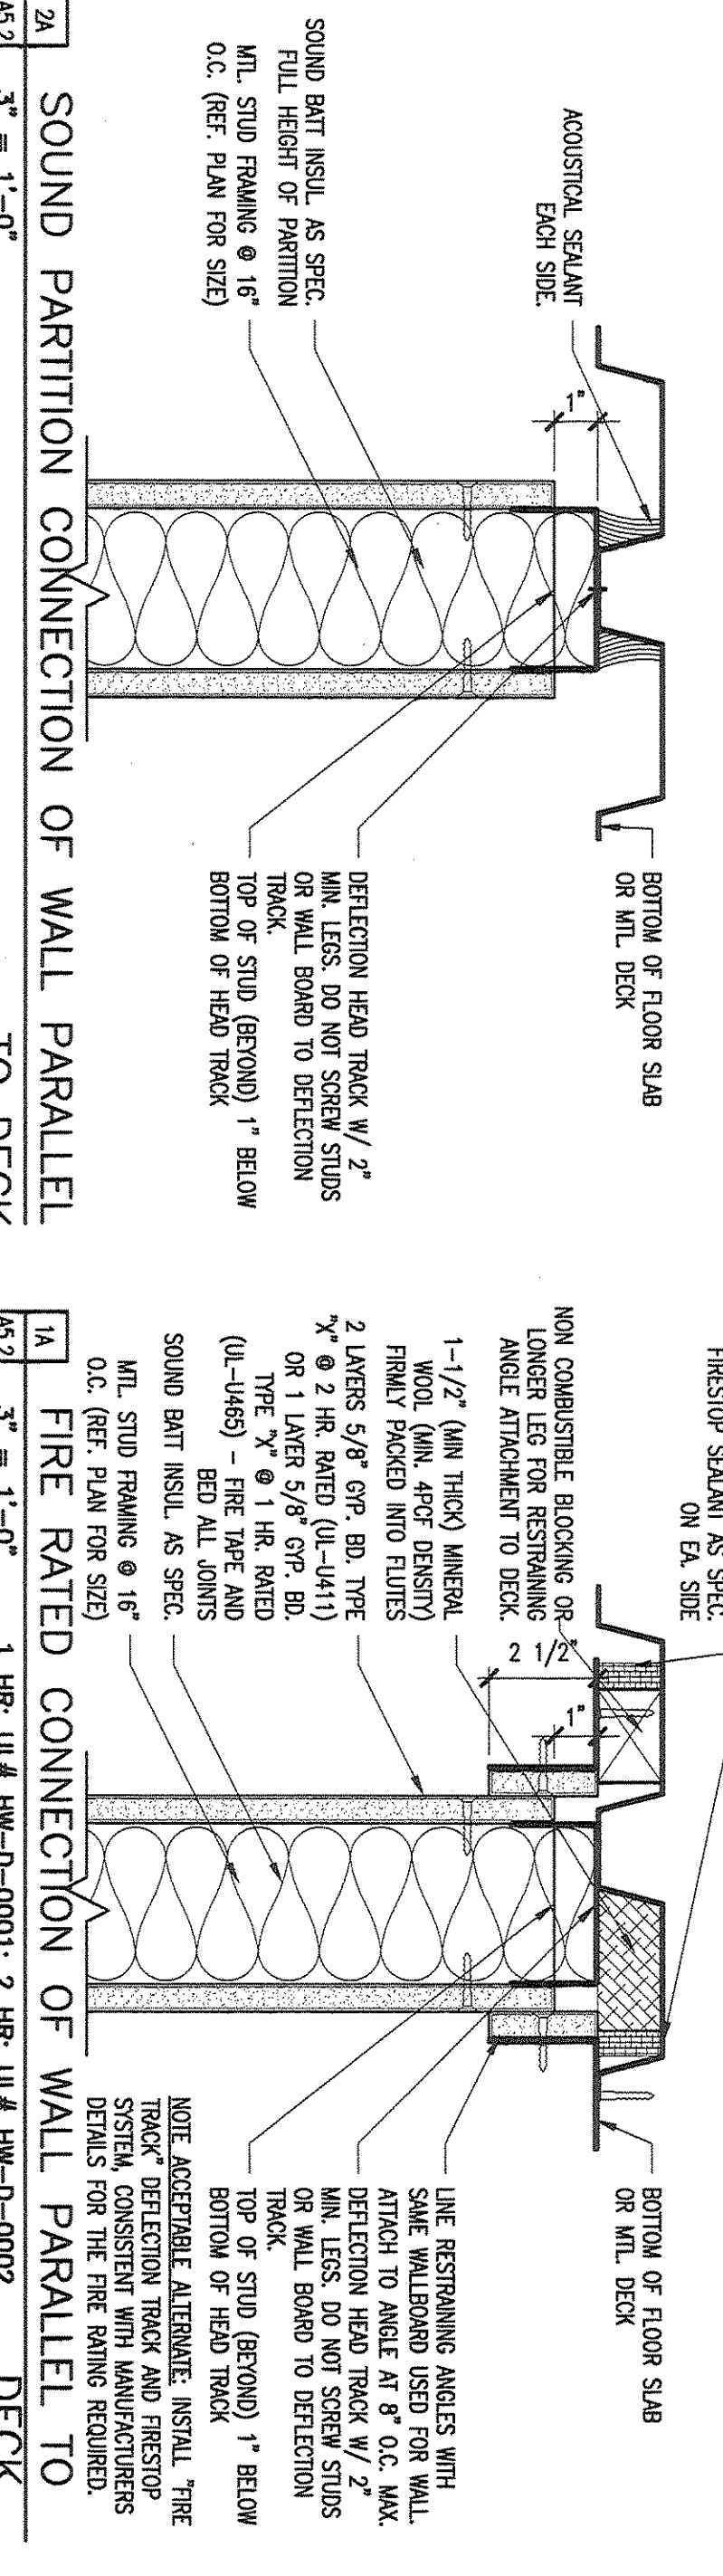 ACOUSTICAL SEALANT
EACH SIDE.
SOUND BATT INSUL. AS SPEC.
FULL HEIGHT OF PARTITION
MTL. STUD FRAMING @ 16"
O.C. (REF. PLAN FOR SIZE)
1"
BOTTOM OF FLOOR SLAB
OR MTL. DECK
DEFLECTION HEAD TRACK W/ 2"
MIN. LEGS. DO NOT SCREW STUDS
OR WALL BOARD TO DEFLECTION
TRACK.
TOP OF STUD (BEYOND) 1" BELOW
BOTTOM OF HEAD TRACK
2A
A5.2
SOUND PARTITION CONNECTION OF WALL PARALLEL
TO DECK
3" = 1'-0"
FIRESTOP SEALANT AS SPEC.
ON EA. SIDE
NON COMBUSTIBLE BLOCKING OR
LONGER LEG FOR RESTRAINING
ANGLE ATTACHMENT TO DECK.
1-1/2" (MIN THICK) MINERAL
WOOL (MIN. 4PCF DENSITY)
FIRMLY PACKED INTO FLUTES
2 LAYERS 5/8" GYP. BD. TYPE
"X" @ 2 HR. RATED (UL-U411)
OR 1 LAYER 5/8" GYP. BD.
TYPE "X" @ 1 HR. RATED
(UL-U465) - FIRE TAPE AND
BED ALL JOINTS
SOUND BATT INSUL. AS SPEC.
MTL. STUD FRAMING @ 16"
O.C. (REF. PLAN FOR SIZE)
2 1/2"
1"
BOTTOM OF FLOOR SLAB
OR MTL. DECK
LINE RESTRAINING ANGLES WITH
SAME WALLBOARD USED FOR WALL.
ATTACH TO ANGLE AT 8" O.C. MAX.
DEFLECTION HEAD TRACK W/ 2"
MIN. LEGS. DO NOT SCREW STUDS
OR WALL BOARD TO DEFLECTION
TRACK.
TOP OF STUD (BEYOND) 1" BELOW
BOTTOM OF HEAD TRACK
NOTE ACCEPTABLE ALTERNATE: INSTALL "FIRE
TRACK" DEFLECTION TRACK AND FIRESTOP
SYSTEM, CONSISTENT WITH MANUFACTURERS
DETAILS FOR THE FIRE RATING REQUIRED.
1A
A5.2
FIRE RATED CONNECTION OF WALL PARALLEL TO
DECK
3" = 1'-0" 1 HR: UL# HW-D-0001; 2 HR: UL# HW-D-0002